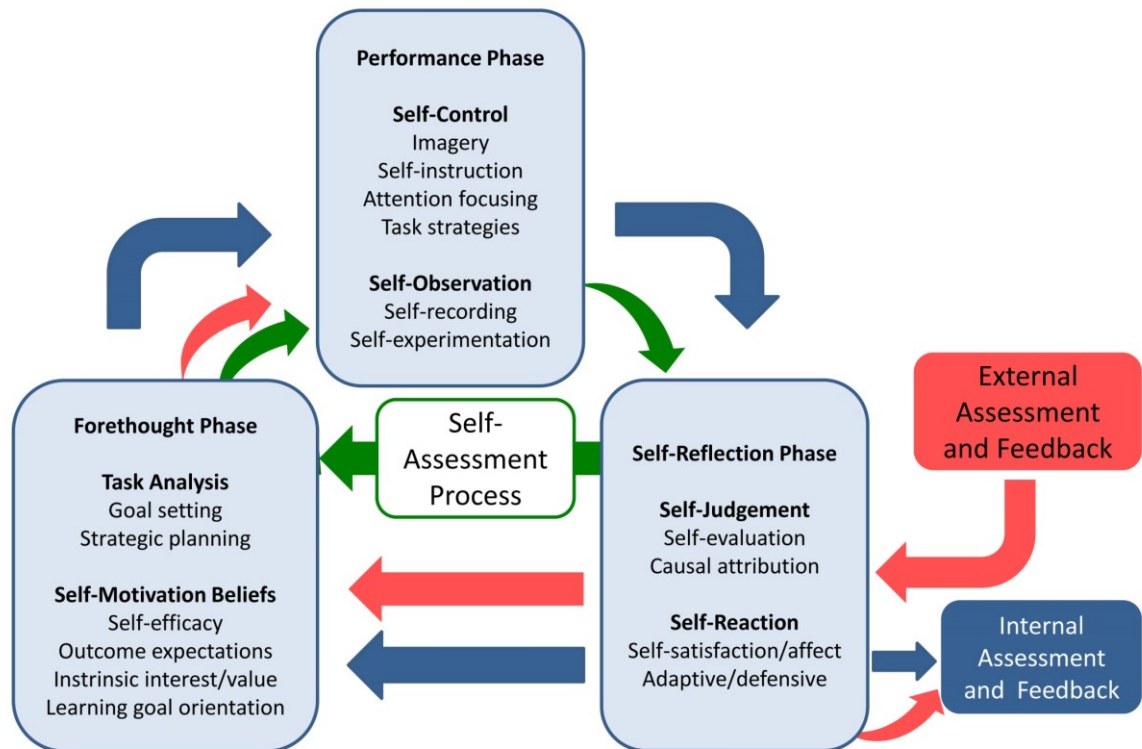 Performance Phase
Self-Control
Imagery
Self-instruction
Attention focusing
Task strategies
Self-Observation
Self-recording
Self-experimentation
Forethought Phase
Task Analysis
Goal setting
Strategic planning
Self-Motivation Beliefs
Self-efficacy
Outcome expectations
Instrinsic interest/value
Learning goal orientation
Self-
Assessment
Process
Self-Reflection Phase
Self-Judgement
Self-evaluation
Causal attribution
Self-Reaction
Self-satisfaction/affect
Adaptive/defensive
External
Assessment
and Feedback
Internal
Assessment
and Feedback